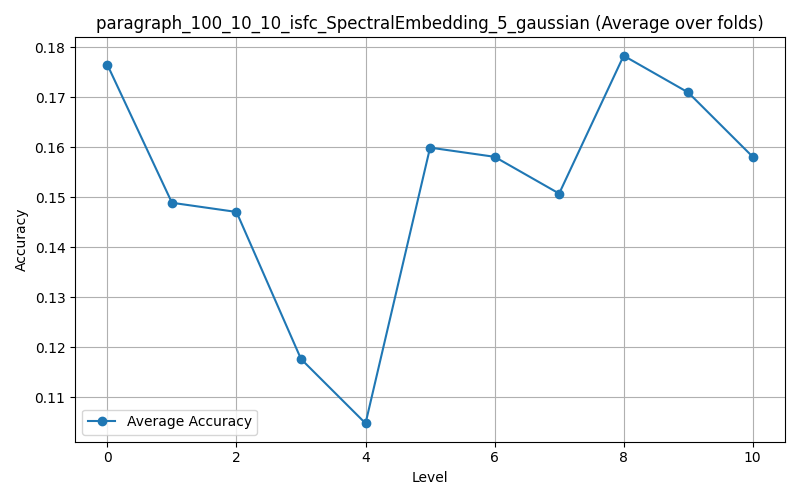 paragraph_100_10_10_isfc_SpectralEmbedding_5_gaussian (Average over folds)
0.18
0.17
0.16
0.15
0.14
0.13
0.12
0.11
Accuracy
Average Accuracy
0 2 4 6 8 10
Level